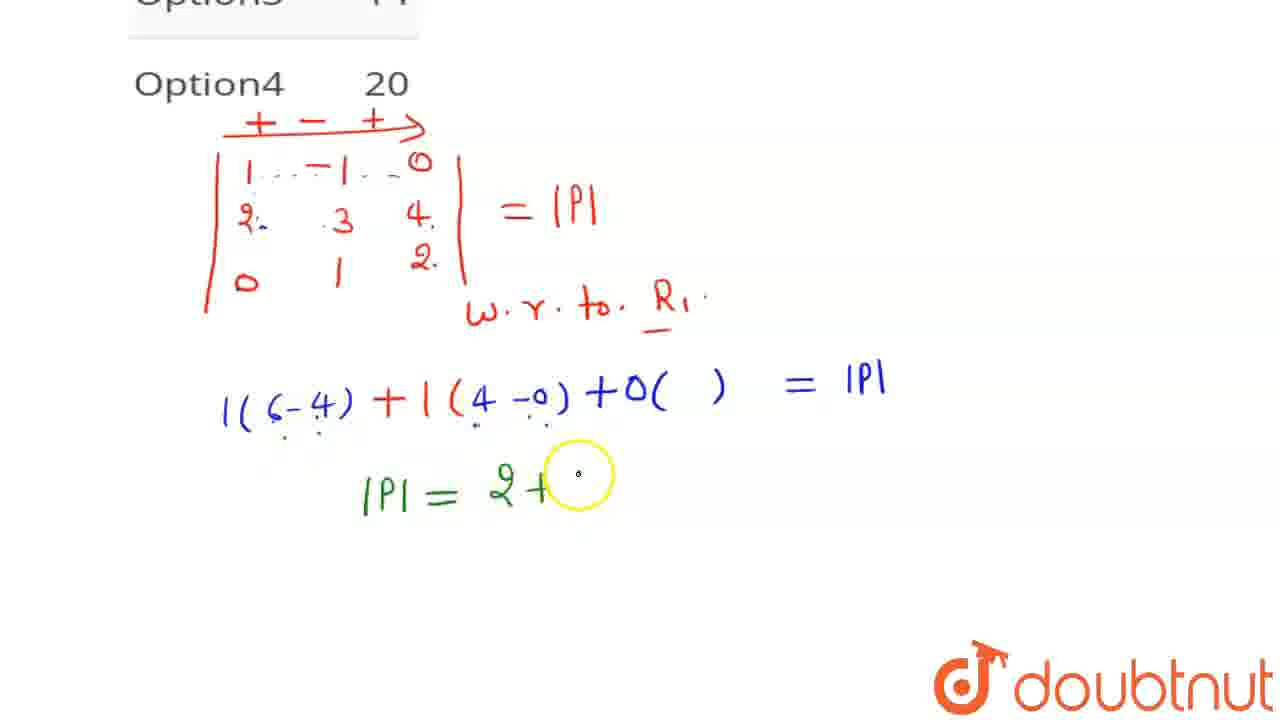 Option4 20
+ - +
1 ... -1 ... 0
2 3 4 = |P|
0 1 2
w.r.to. R1.
1(6-4) +1(4-0) +0( ) = |P|
|P| = 2+
doubtnut